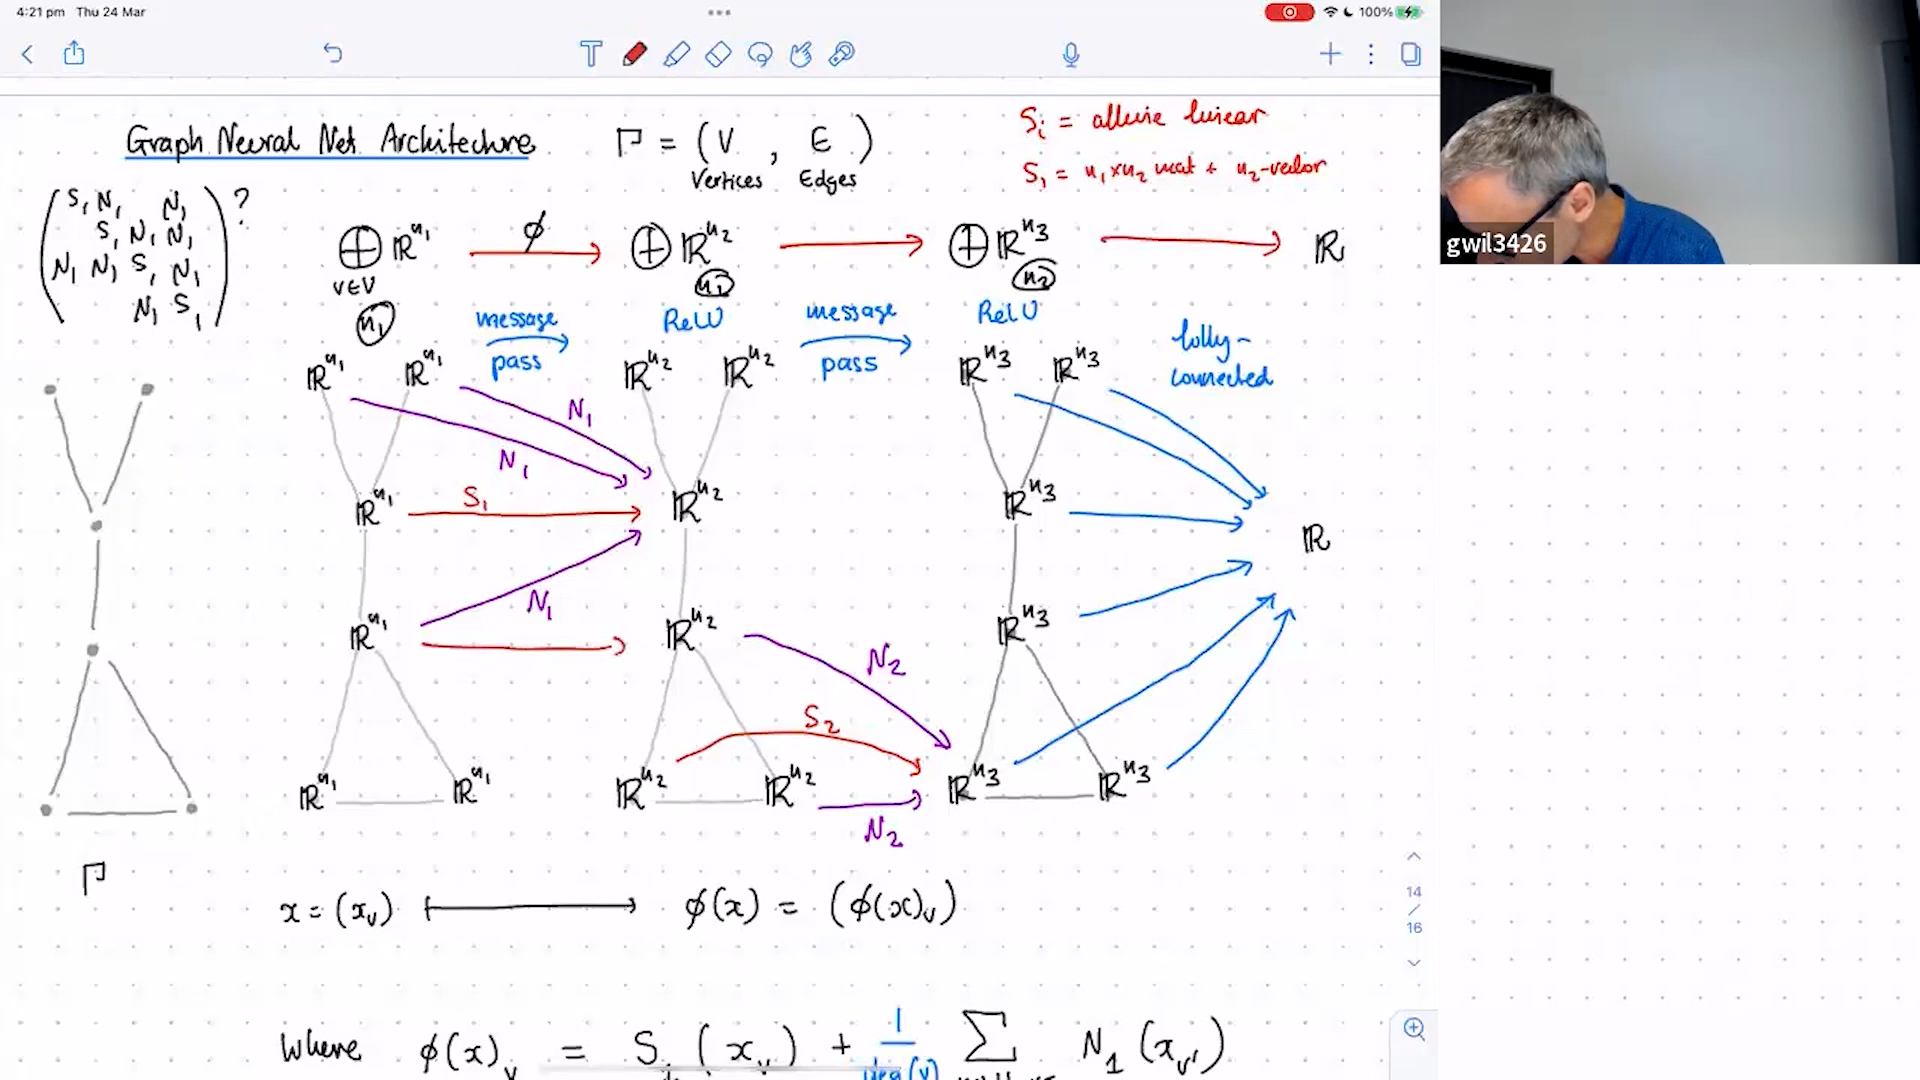 4:21 pm Thu 24 Mar
100%
Graph Neural Net Architecture
Γ = (V , E)
Vertices Edges
S_i = affine linear
S_1 = n_1 × n_2 mat + n_2-vector
S_1 N_1 N_1
S_1 N_1 N_1
N_1 N_1 S_1 N_1
N_1 S_1
?
⊕ ℝ^{n_1} ϕ ⊕ ℝ^{n_2} ⊕ ℝ^{n_3} ℝ
v∈V
n_1
message pass
ReLU
message pass
ReLU
fully-connected
ℝ^{n_1} ℝ^{n_1} ℝ^{n_2} ℝ^{n_2} ℝ^{n_3} ℝ^{n_3}
N_1
N_1
ℝ^{n_1} S_1 ℝ^{n_2} ℝ^{n_3}
ℝ
N_1
ℝ^{n_1} ℝ^{n_2} ℝ^{n_3}
N_2
S_2
ℝ^{n_1} ℝ^{n_1} ℝ^{n_2} ℝ^{n_2} ℝ^{n_3} ℝ^{n_3}
N_2
Γ
x = (x_v) ⟼ ϕ(x) = (ϕ(x)_v)
where ϕ(x)_v = S_1(x_v) + 1/deg(v) Σ N_1(x_{v'})
14
/
16
gwil3426